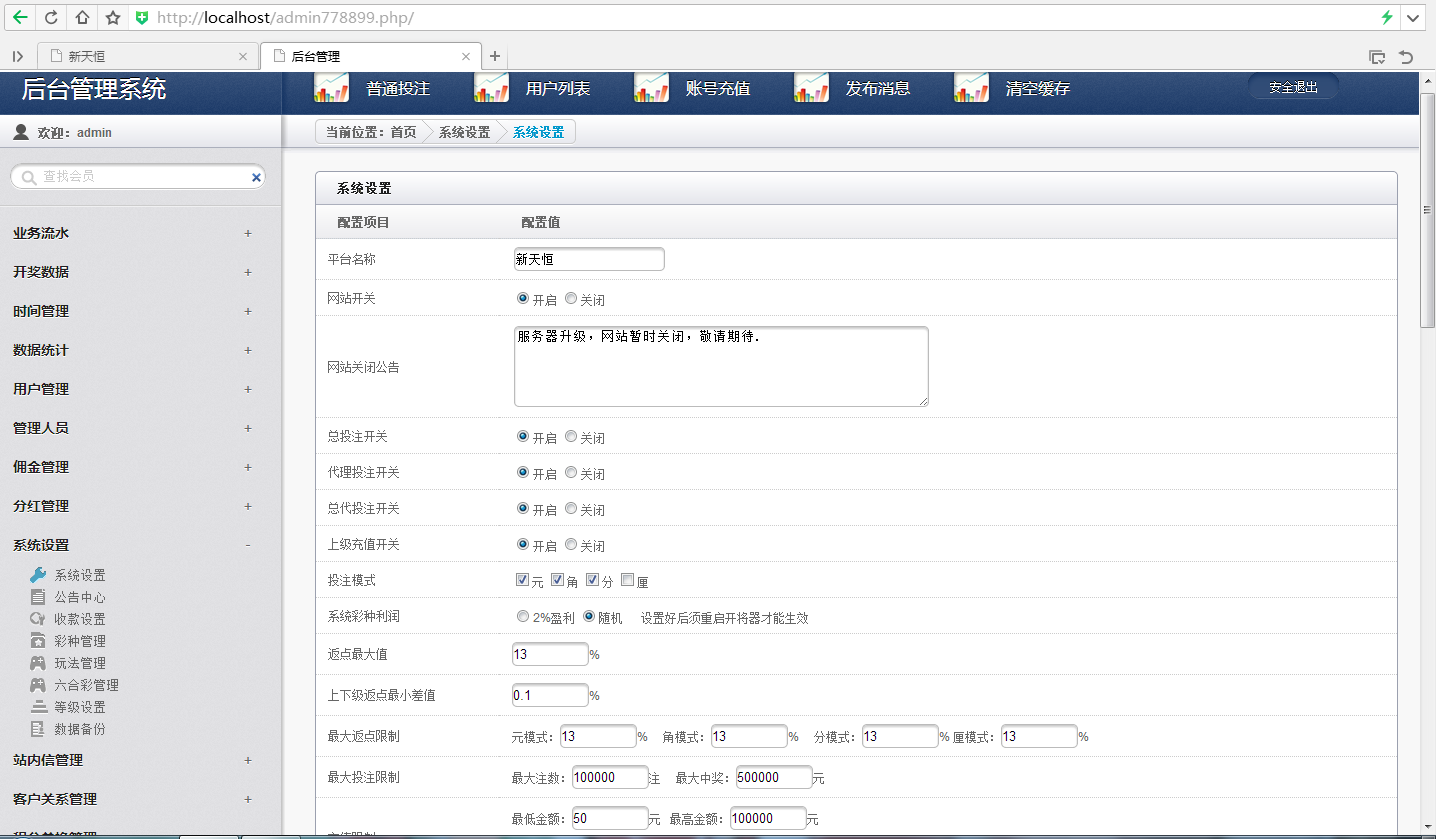 http://localhost/admin778899.php/
新天恒
后台管理
后台管理系统
普通投注
用户列表
账号充值
发布消息
清空缓存
安全退出
欢迎：admin
当前位置：首页
系统设置
系统设置
查找会员
业务流水 +
开奖数据 +
时间管理 +
数据统计 +
用户管理 +
管理人员 +
佣金管理 +
分红管理 +
系统设置 -
系统设置
公告中心
收款设置
彩种管理
玩法管理
六合彩管理
等级设置
数据备份
站内信管理 +
客户关系管理 +
系统设置
配置项目 配置值
平台名称 新天恒
网站开关 开启 关闭
网站关闭公告 服务器升级，网站暂时关闭，敬请期待.
总投注开关 开启 关闭
代理投注开关 开启 关闭
总代投注开关 开启 关闭
上级充值开关 开启 关闭
投注模式 元 角 分 厘
系统彩种利润 2%盈利 随机 设置好后须重启开将器才能生效
返点最大值 13 %
上下级返点最小差值 0.1 %
最大返点限制 元模式：13 % 角模式：13 % 分模式：13 % 厘模式：13 %
最大投注限制 最大注数：100000 注 最大中奖：500000 元
最低金额：50 元 最高金额：100000 元